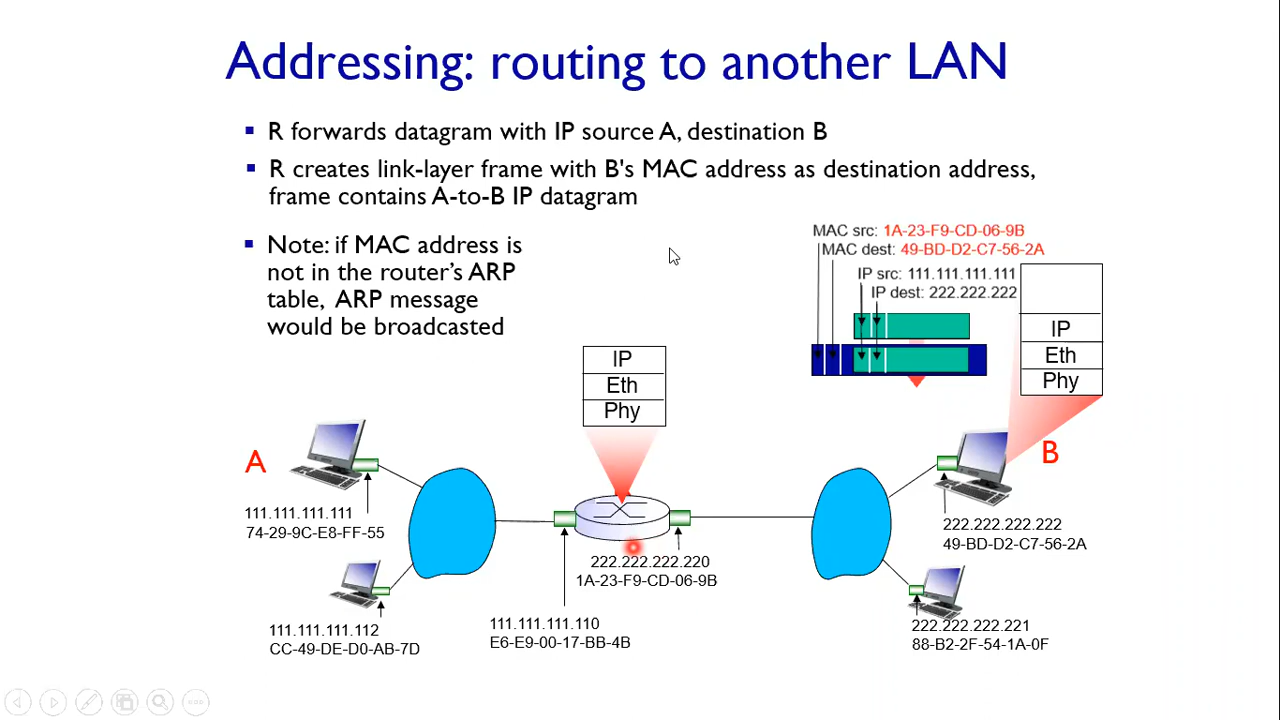 Addressing: routing to another LAN
▪ R forwards datagram with IP source A, destination B
▪ R creates link-layer frame with B's MAC address as destination address,
frame contains A-to-B IP datagram
▪ Note: if MAC address is
not in the router's ARP
table, ARP message
would be broadcasted
MAC src: 1A-23-F9-CD-06-9B
MAC dest: 49-BD-D2-C7-56-2A
IP src: 111.111.111.111
IP dest: 222.222.222
IP
Eth
Phy
IP
Eth
Phy
A
111.111.111.111
74-29-9C-E8-FF-55
111.111.111.112
CC-49-DE-D0-AB-7D
222.222.222.220
1A-23-F9-CD-06-9B
111.111.111.110
E6-E9-00-17-BB-4B
B
222.222.222.222
49-BD-D2-C7-56-2A
222.222.222.221
88-B2-2F-54-1A-0F